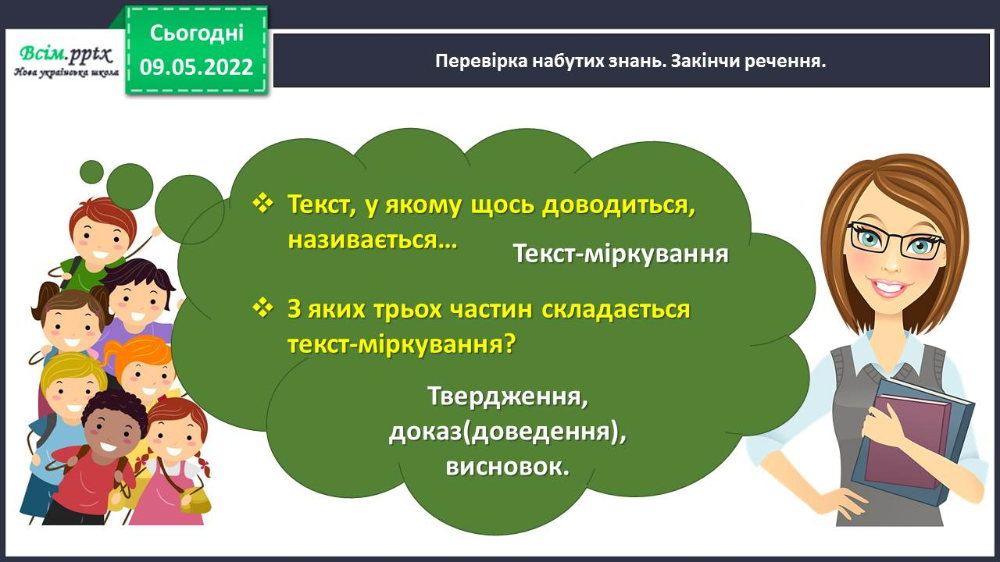 Всім.pptx
Нова українська школа
Сьогодні
09.05.2022
Перевірка набутих знань. Закінчи речення.
❖ Текст, у якому щось доводиться,
називається…
Текст-міркування
❖ З яких трьох частин складається
текст-міркування?
Твердження,
доказ(доведення),
висновок.